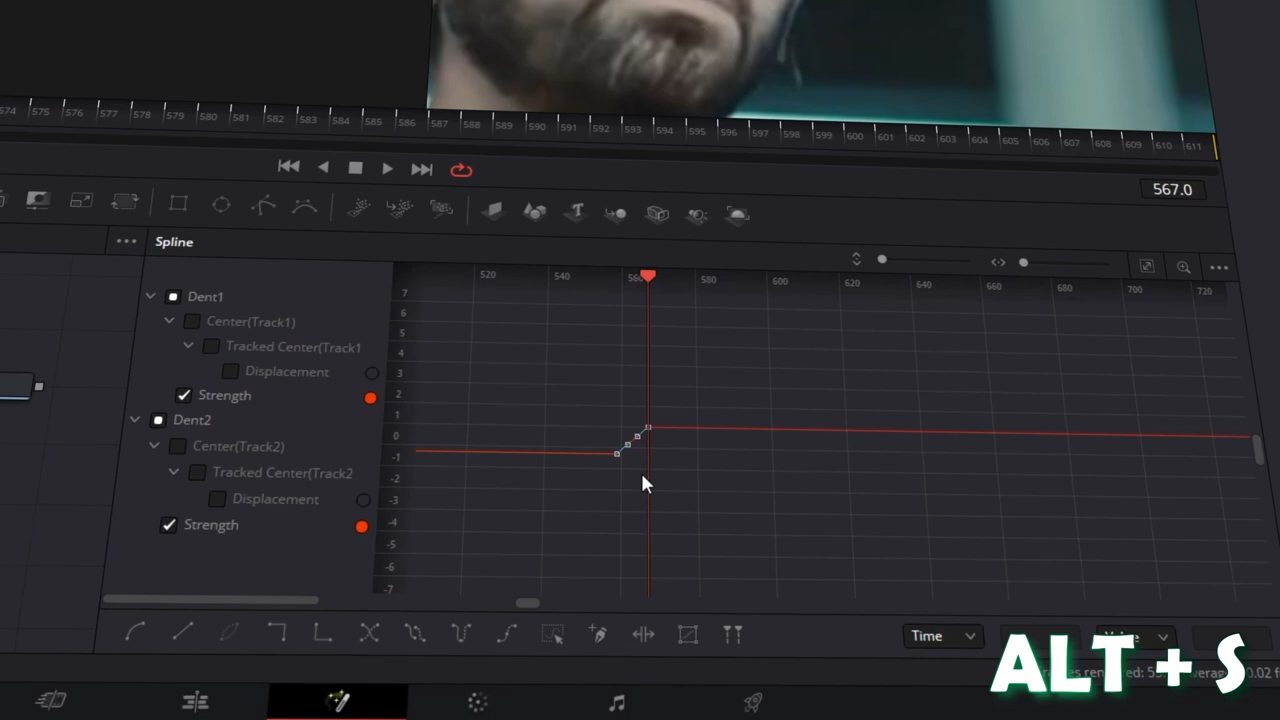 574 575 576 577 578 579 580 581 582 583 584 585 586 587 588 589 590 591 592 593 594 595 596 597 598 599 600 601 602 603 604 605 606 607 608 609 610 611
567.0
Spline
520 540 560 580 600 620 640 660 680 700 720
7
Dent1
6
Center(Track1)
5
Tracked Center(Track1
4
Displacement
3
2
Strength
1
Dent2
0
Center(Track2)
-1
Tracked Center(Track2
-2
Displacement
-3
Strength
-4
-5
-6
-7
Time
ALT + S